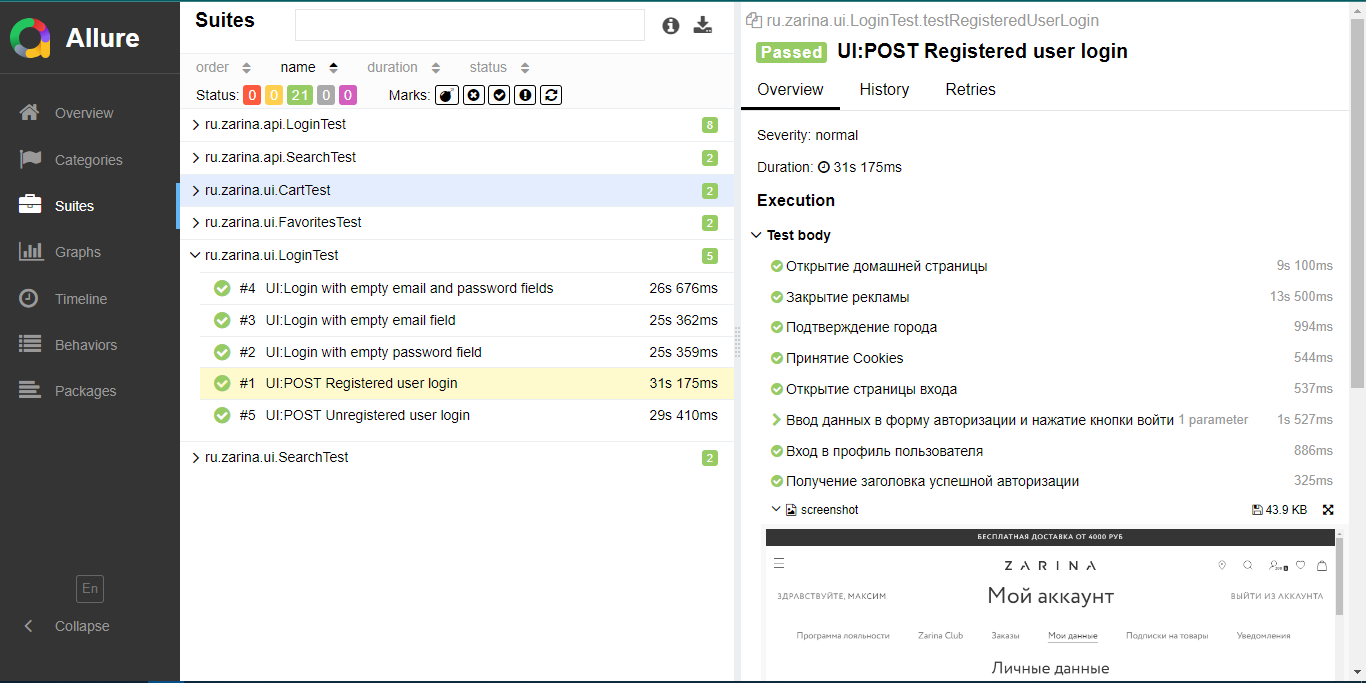 Allure
Overview
Categories
Suites
Graphs
Timeline
Behaviors
Packages
En
Collapse
Suites
order name duration status
Status: 0 0 21 0 0 Marks:
ru.zarina.api.LoginTest 8
ru.zarina.api.SearchTest 2
ru.zarina.ui.CartTest 2
ru.zarina.ui.FavoritesTest 2
ru.zarina.ui.LoginTest 5
#4 UI:Login with empty email and password fields 26s 676ms
#3 UI:Login with empty email field 25s 362ms
#2 UI:Login with empty password field 25s 359ms
#1 UI:POST Registered user login 31s 175ms
#5 UI:POST Unregistered user login 29s 410ms
ru.zarina.ui.SearchTest 2
ru.zarina.ui.LoginTest.testRegisteredUserLogin
Passed UI:POST Registered user login
Overview History Retries
Severity: normal
Duration: 31s 175ms
Execution
Test body
Открытие домашней страницы 9s 100ms
Закрытие рекламы 13s 500ms
Подтверждение города 994ms
Принятие Cookies 544ms
Открытие страницы входа 537ms
Ввод данных в форму авторизации и нажатие кнопки войти 1 parameter 1s 527ms
Вход в профиль пользователя 886ms
Получение заголовка успешной авторизации 325ms
screenshot 43.9 KB
БЕСПЛАТНАЯ ДОСТАВКА ОТ 4000 РУБ
ZARINA
ЗДРАВСТВУЙТЕ, МАКСИМ Мой аккаунт ВЫЙТИ ИЗ АККАУНТА
Программа лояльности Zarina Club Заказы Мои данные Подписки на товары Уведомления
Личные данные